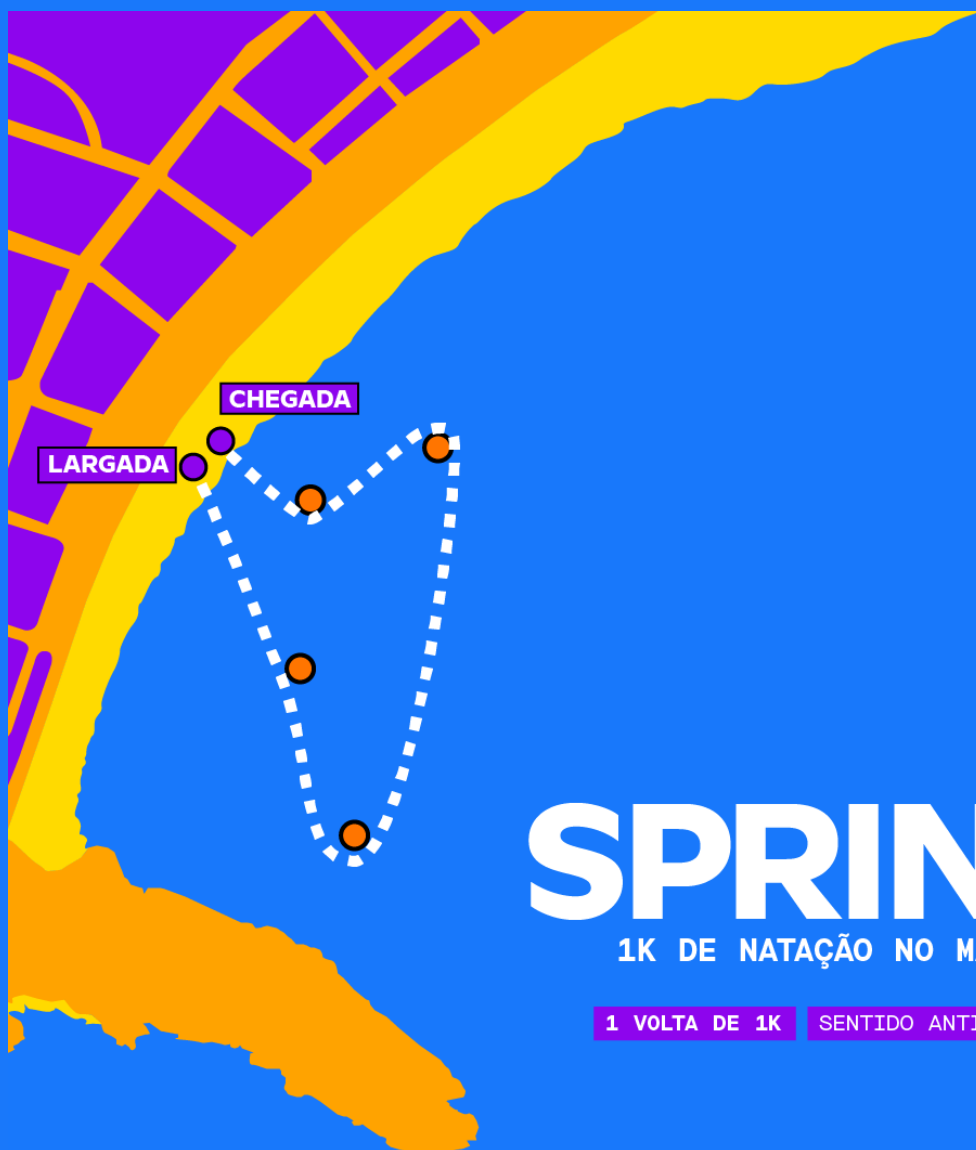 CHEGADA
LARGADA
SPRIN
1K DE NATAÇÃO NO M
1 VOLTA DE 1K
SENTIDO ANTI